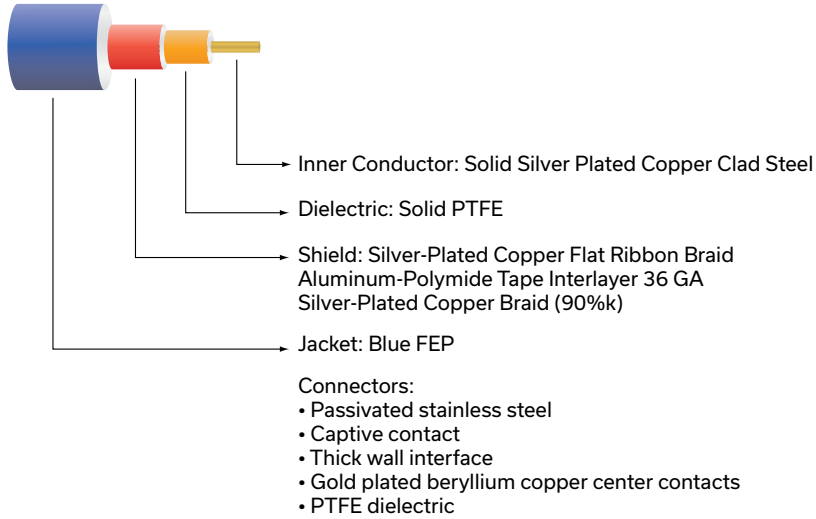 Inner Conductor: Solid Silver Plated Copper Clad Steel
Dielectric: Solid PTFE
Shield: Silver-Plated Copper Flat Ribbon Braid
Aluminum-Polymide Tape Interlayer 36 GA
Silver-Plated Copper Braid (90%k)
Jacket: Blue FEP
Connectors:
• Passivated stainless steel
• Captive contact
• Thick wall interface
• Gold plated beryllium copper center contacts
• PTFE dielectric